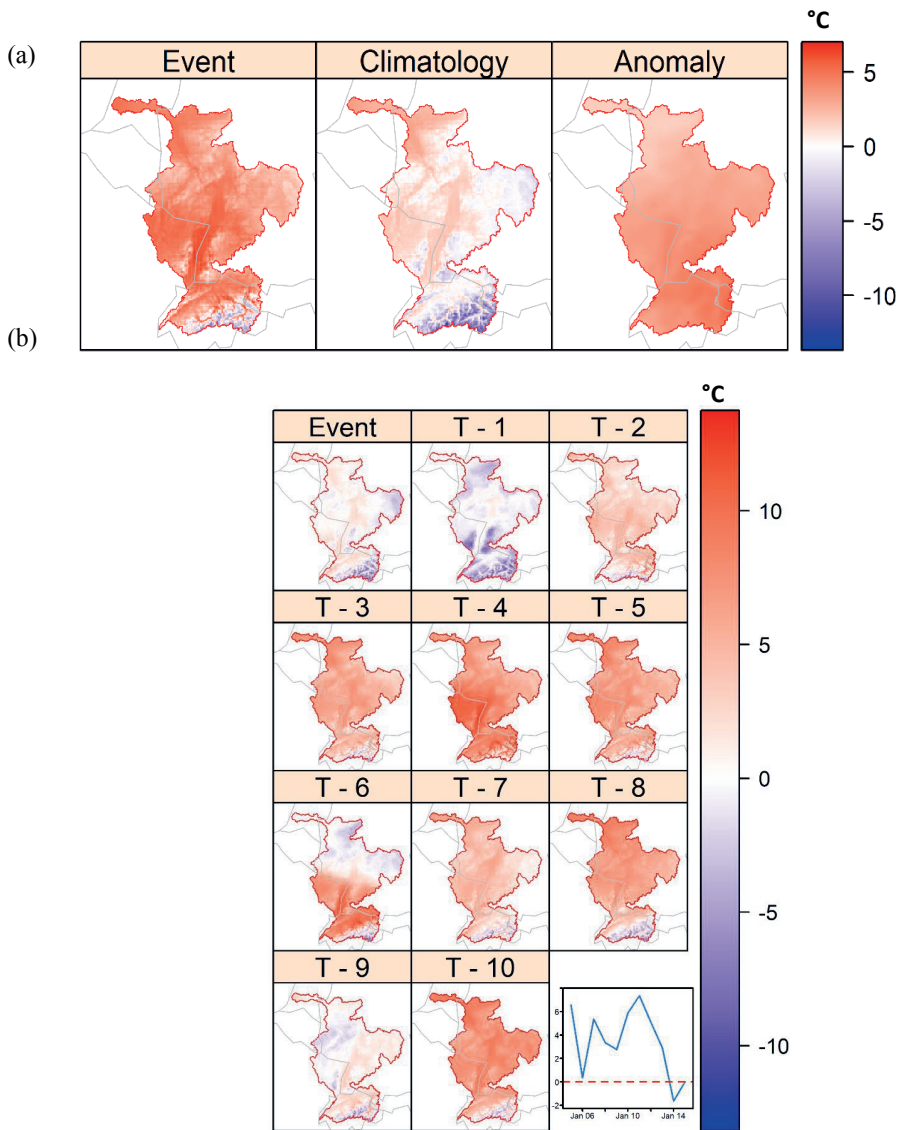 °C
(a)
Event Climatology Anomaly
5
0
-5
-10
(b)
°C
Event T - 1 T - 2
T - 3 T - 4 T - 5
T - 6 T - 7 T - 8
T - 9 T - 10
10
5
0
-5
-10
6
4
2
0
-2
Jan 06 Jan 10 Jan 14